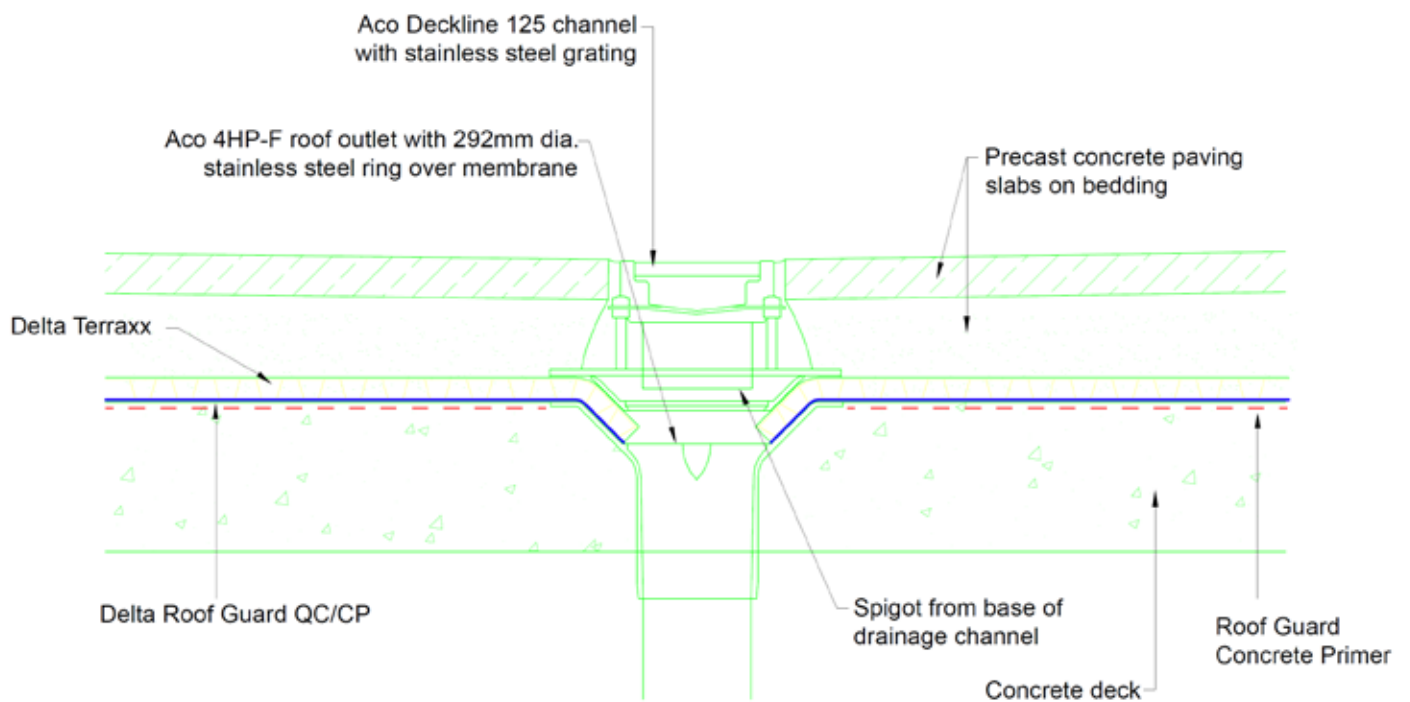 Aco Deckline 125 channel
with stainless steel grating
Aco 4HP-F roof outlet with 292mm dia.
stainless steel ring over membrane
Precast concrete paving
slabs on bedding
Delta Terraxx
Delta Roof Guard QC/CP
Spigot from base of
drainage channel
Roof Guard
Concrete Primer
Concrete deck